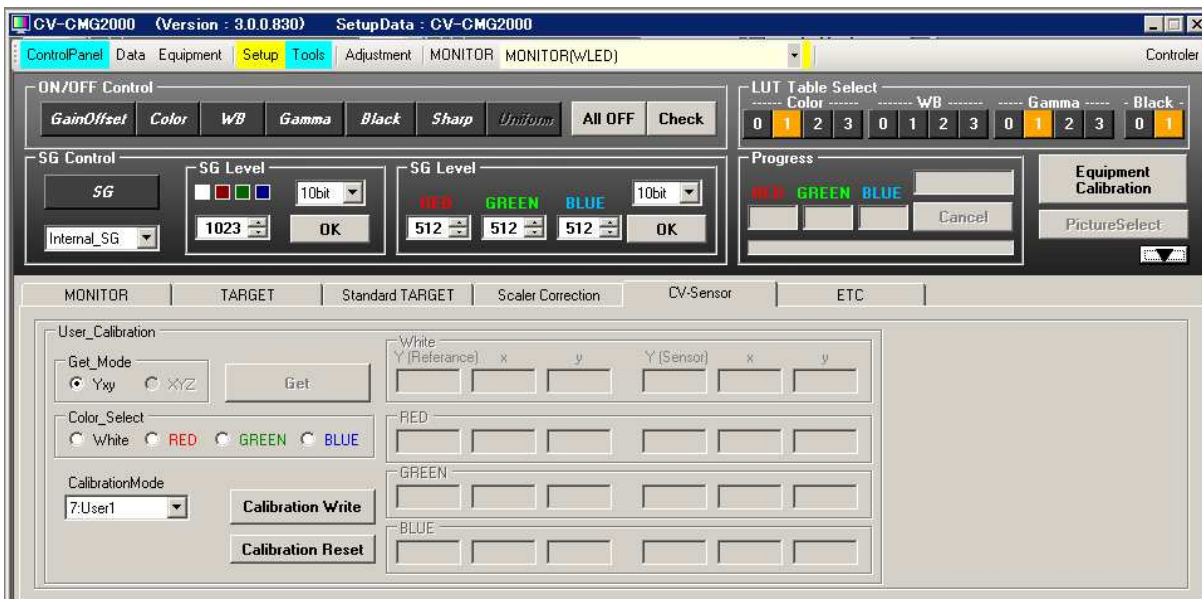 CV-CMG2000 (Version : 3.0.0.830) SetupData : CV-CMG2000
ControlPanel Data Equipment Setup Tools Adjustment MONITOR MONITOR(WLED) Controler
ON/OFF Control
GainOffset Color WB Gamma Black Sharp Uniform All OFF Check
LUT Table Select
------ Color ------ ------ WB ------- ----- Gamma ----- - Black -
0 1 2 3 0 1 2 3 0 1 2 3 0 1
SG Control
SG
Internal_SG
SG Level
10bit
1023 OK
SG Level
RED GREEN BLUE 10bit
512 512 512 OK
Progress
RED GREEN BLUE
Cancel
Equipment
Calibration
PictureSelect
MONITOR TARGET Standard TARGET Scaler Correction CV-Sensor ETC
User_Calibration
Get_Mode
Yxy XYZ Get
Color_Select
White RED GREEN BLUE
CalibrationMode
7:User1 Calibration Write
Calibration Reset
White
Y (Referance) x y Y (Sensor) x y
RED
GREEN
BLUE